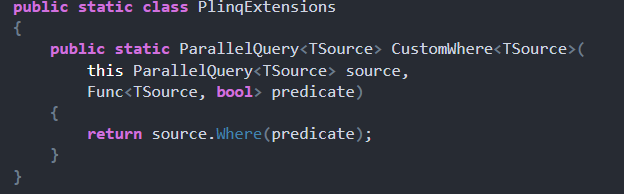 public static class PlinqExtensions
{
    public static ParallelQuery<TSource> CustomWhere<TSource>(
        this ParallelQuery<TSource> source,
        Func<TSource, bool> predicate)
    {
        return source.Where(predicate);
    }
}